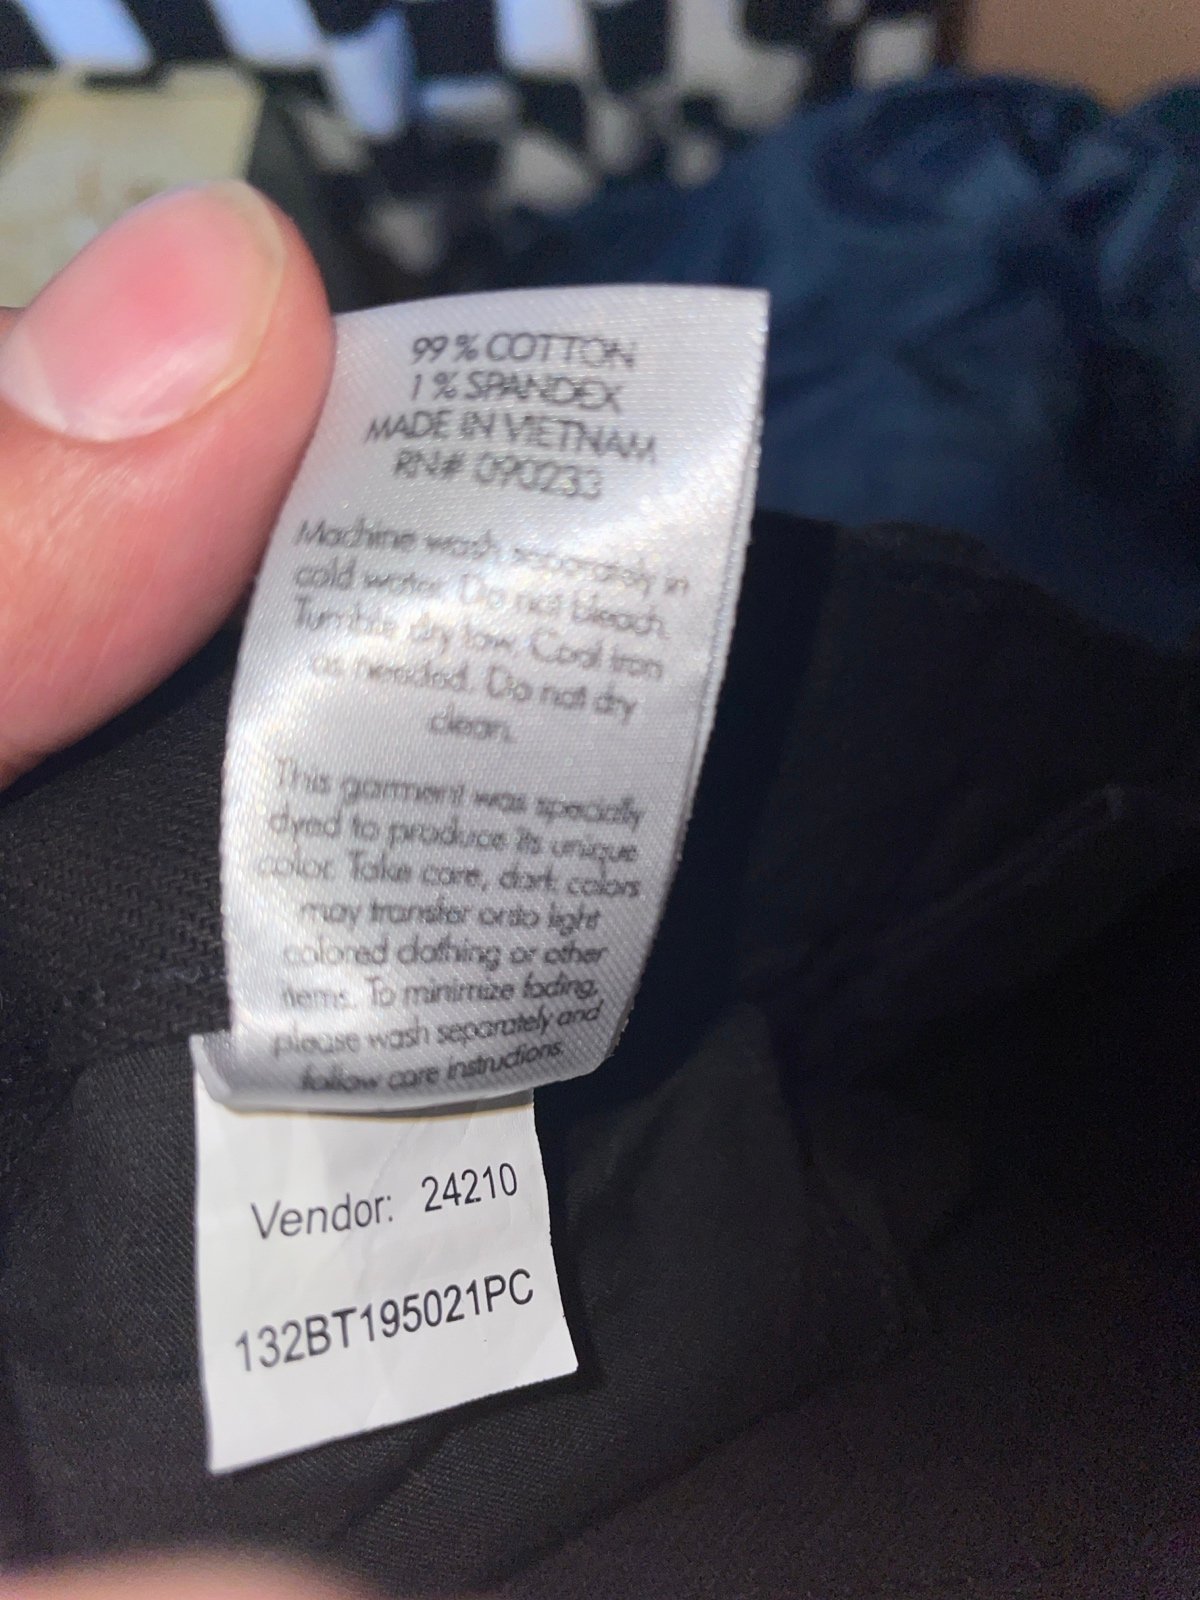 99 % COTTON
1 % SPANDEX
MADE IN VIETNAM
RN# 090233
Machine wash separately in
cold water. Do not bleach.
Tumble dry low. Cool iron
as needed. Do not dry
clean.
This garment was specially
dyed to produce its unique
color. Take care, dark colors
may transfer onto light
colored clothing or other
items. To minimize fading,
please wash separately and
follow care instructions.
Vendor: 24210
132BT195021PC